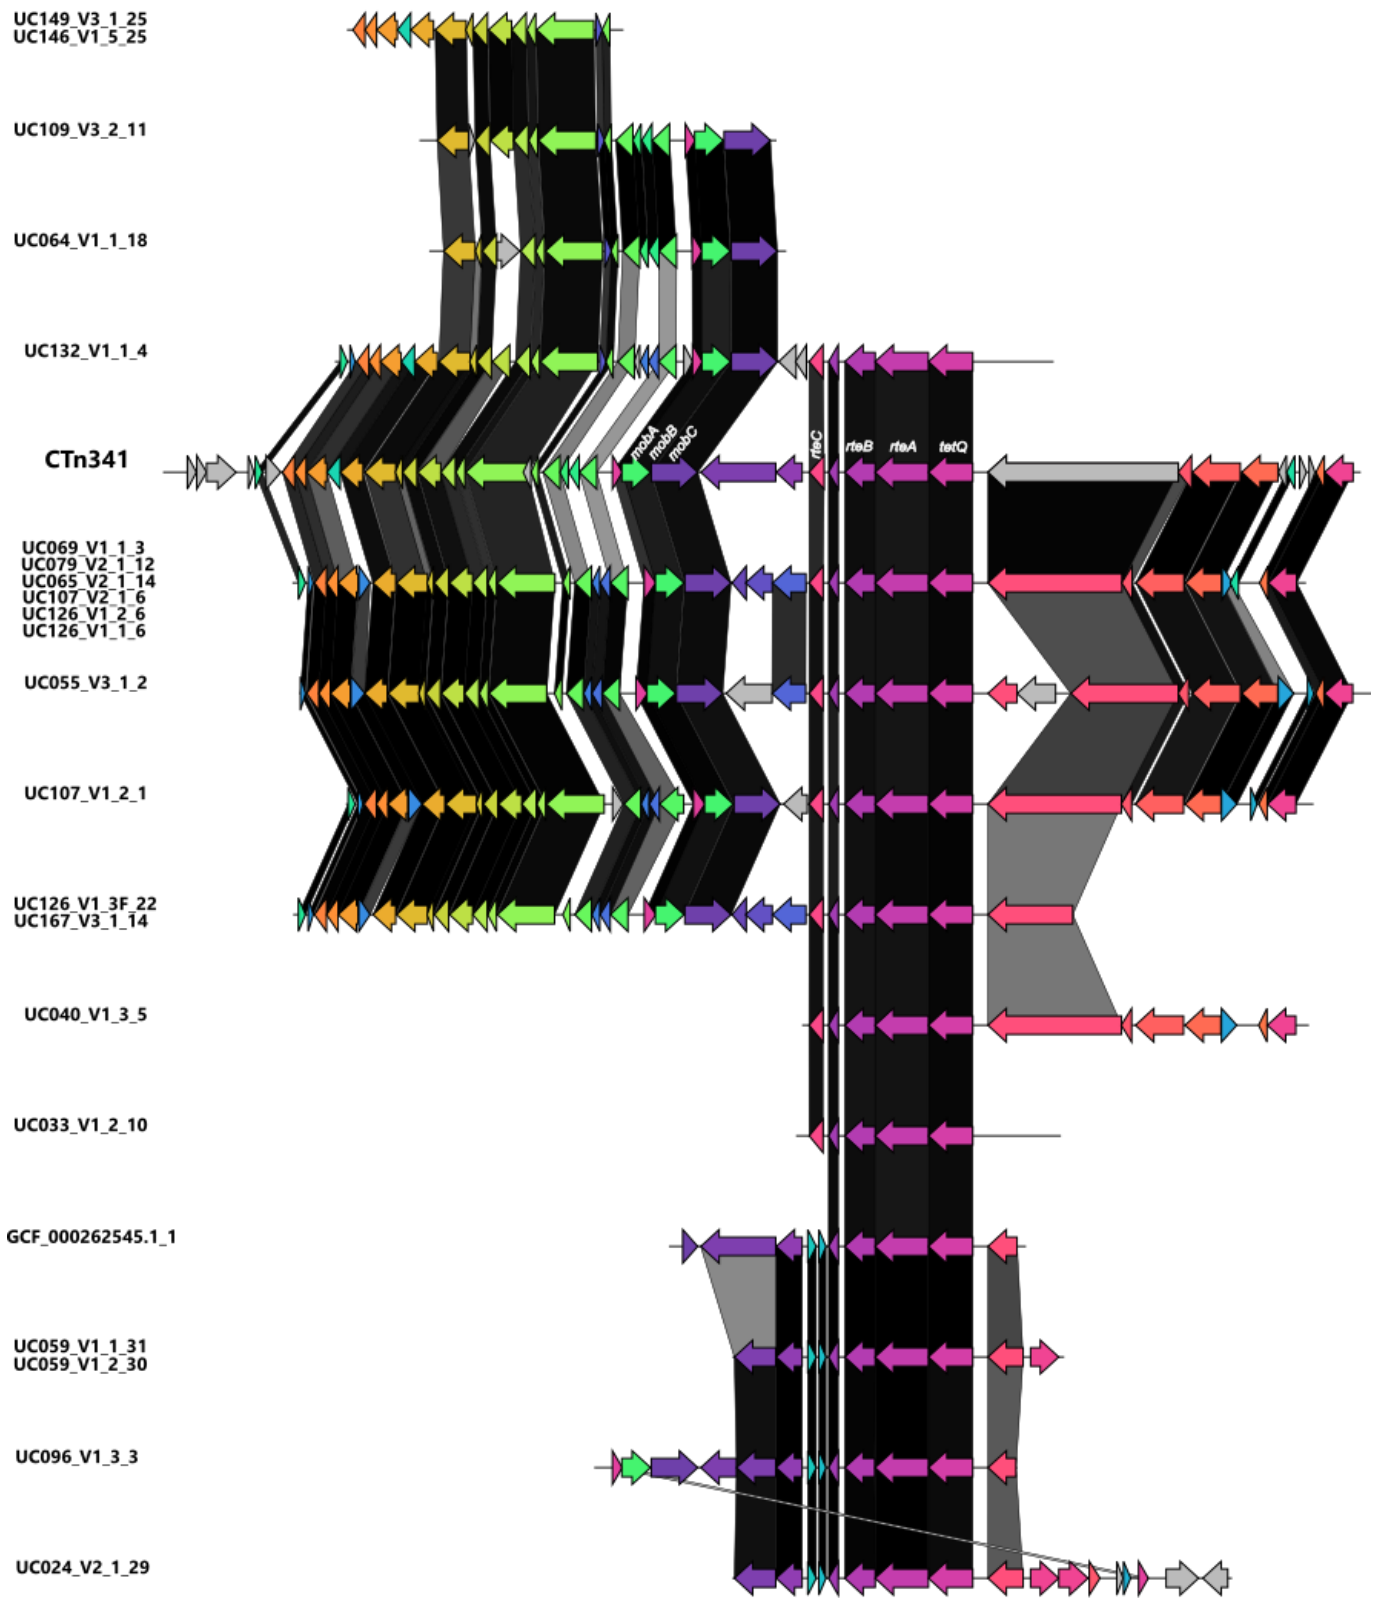 UC149_V3_1_25
UC146_V1_5_25
UC109_V3_2_11
UC064_V1_1_18
UC132_V1_1_4
mobA
mobB
mobC
rteC
rteB
rteA
tetQ
CTn341
UC069_V1_1_3
UC079_V2_1_12
UC065_V2_1_14
UC107_V2_1_6
UC126_V1_2_6
UC126_V1_1_6
UC055_V3_1_2
UC107_V1_2_1
UC126_V1_3F_22
UC167_V3_1_14
UC040_V1_3_5
UC033_V1_2_10
GCF_000262545.1_1
UC059_V1_1_31
UC059_V1_2_30
UC096_V1_3_3
UC024_V2_1_29